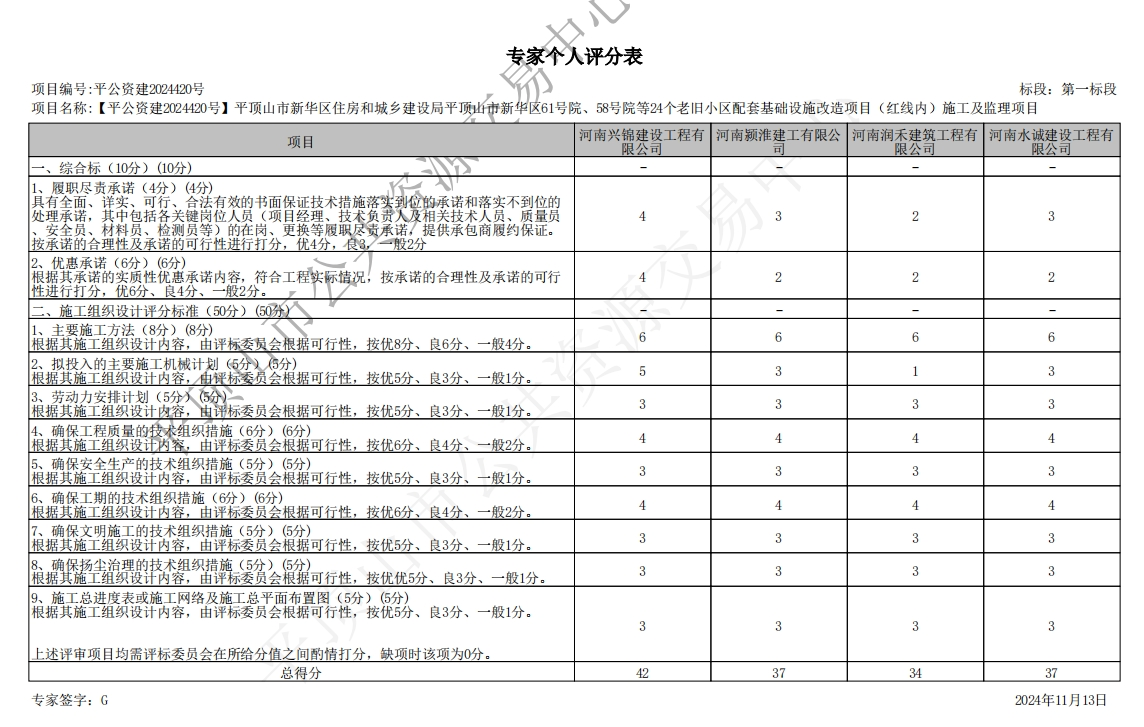 专家个人评分表
项目编号:平公资建2024420号
标段：第一标段
项目名称:【平公资建2024420号】平顶山市新华区住房和城乡建设局平顶山市新华区61号院、58号院等24个老旧小区配套基础设施改造项目（红线内）施工及监理项目
项目 河南兴锦建设工程有限公司 河南颍淮建工有限公司 河南润禾建筑工程有限公司 河南水诚建设工程有限公司
一、综合标（10分）(10分) - - - -
1、履职尽责承诺（4分）(4分)
具有全面、详实、可行、合法有效的书面保证技术措施落实到位的承诺和落实不到位的
处理承诺，其中包括各关键岗位人员（项目经理、技术负责人及相关技术人员、质量员
、安全员、材料员、检测员等）的在岗、更换等履职尽责承诺，提供承包商履约保证。
按承诺的合理性及承诺的可行性进行打分，优4分，良3，一般2分
4 3 2 3
2、优惠承诺（6分）(6分)
根据其承诺的实质性优惠承诺内容，符合工程实际情况，按承诺的合理性及承诺的可行
性进行打分，优6分、良4分、一般2分。
4 2 2 2
二、施工组织设计评分标准（50分）(50分) - - - -
1、主要施工方法（8分）(8分)
根据其施工组织设计内容，由评标委员会根据可行性，按优8分、良6分、一般4分。
6 6 6 6
2、拟投入的主要施工机械计划（5分）(5分)
根据其施工组织设计内容，由评标委员会根据可行性，按优5分、良3分、一般1分。
5 3 1 3
3、劳动力安排计划（5分）(5分)
根据其施工组织设计内容，由评标委员会根据可行性，按优5分、良3分、一般1分。
3 3 3 3
4、确保工程质量的技术组织措施（6分）(6分)
根据其施工组织设计内容，由评标委员会根据可行性，按优6分、良4分、一般2分。
4 4 4 4
5、确保安全生产的技术组织措施（5分）(5分)
根据其施工组织设计内容，由评标委员会根据可行性，按优5分、良3分、一般1分。
3 3 3 3
6、确保工期的技术组织措施（6分）(6分)
根据其施工组织设计内容，由评标委员会根据可行性，按优6分、良4分、一般2分。
4 4 4 4
7、确保文明施工的技术组织措施（5分）(5分)
根据其施工组织设计内容，由评标委员会根据可行性，按优5分、良3分、一般1分。
3 3 3 3
8、确保扬尘治理的技术组织措施（5分）(5分)
根据其施工组织设计内容，由评标委员会根据可行性，按优优5分、良3分、一般1分。
3 3 3 3
9、施工总进度表或施工网络及施工总平面布置图（5分）(5分)
根据其施工组织设计内容，由评标委员会根据可行性，按优5分、良3分、一般1分。
上述评审项目均需评标委员会在所给分值之间酌情打分，缺项时该项为0分。
3 3 3 3
总得分 42 37 34 37
专家签字：G
2024年11月13日
平顶山市公共资源交易中心
平顶山市公共资源交易中